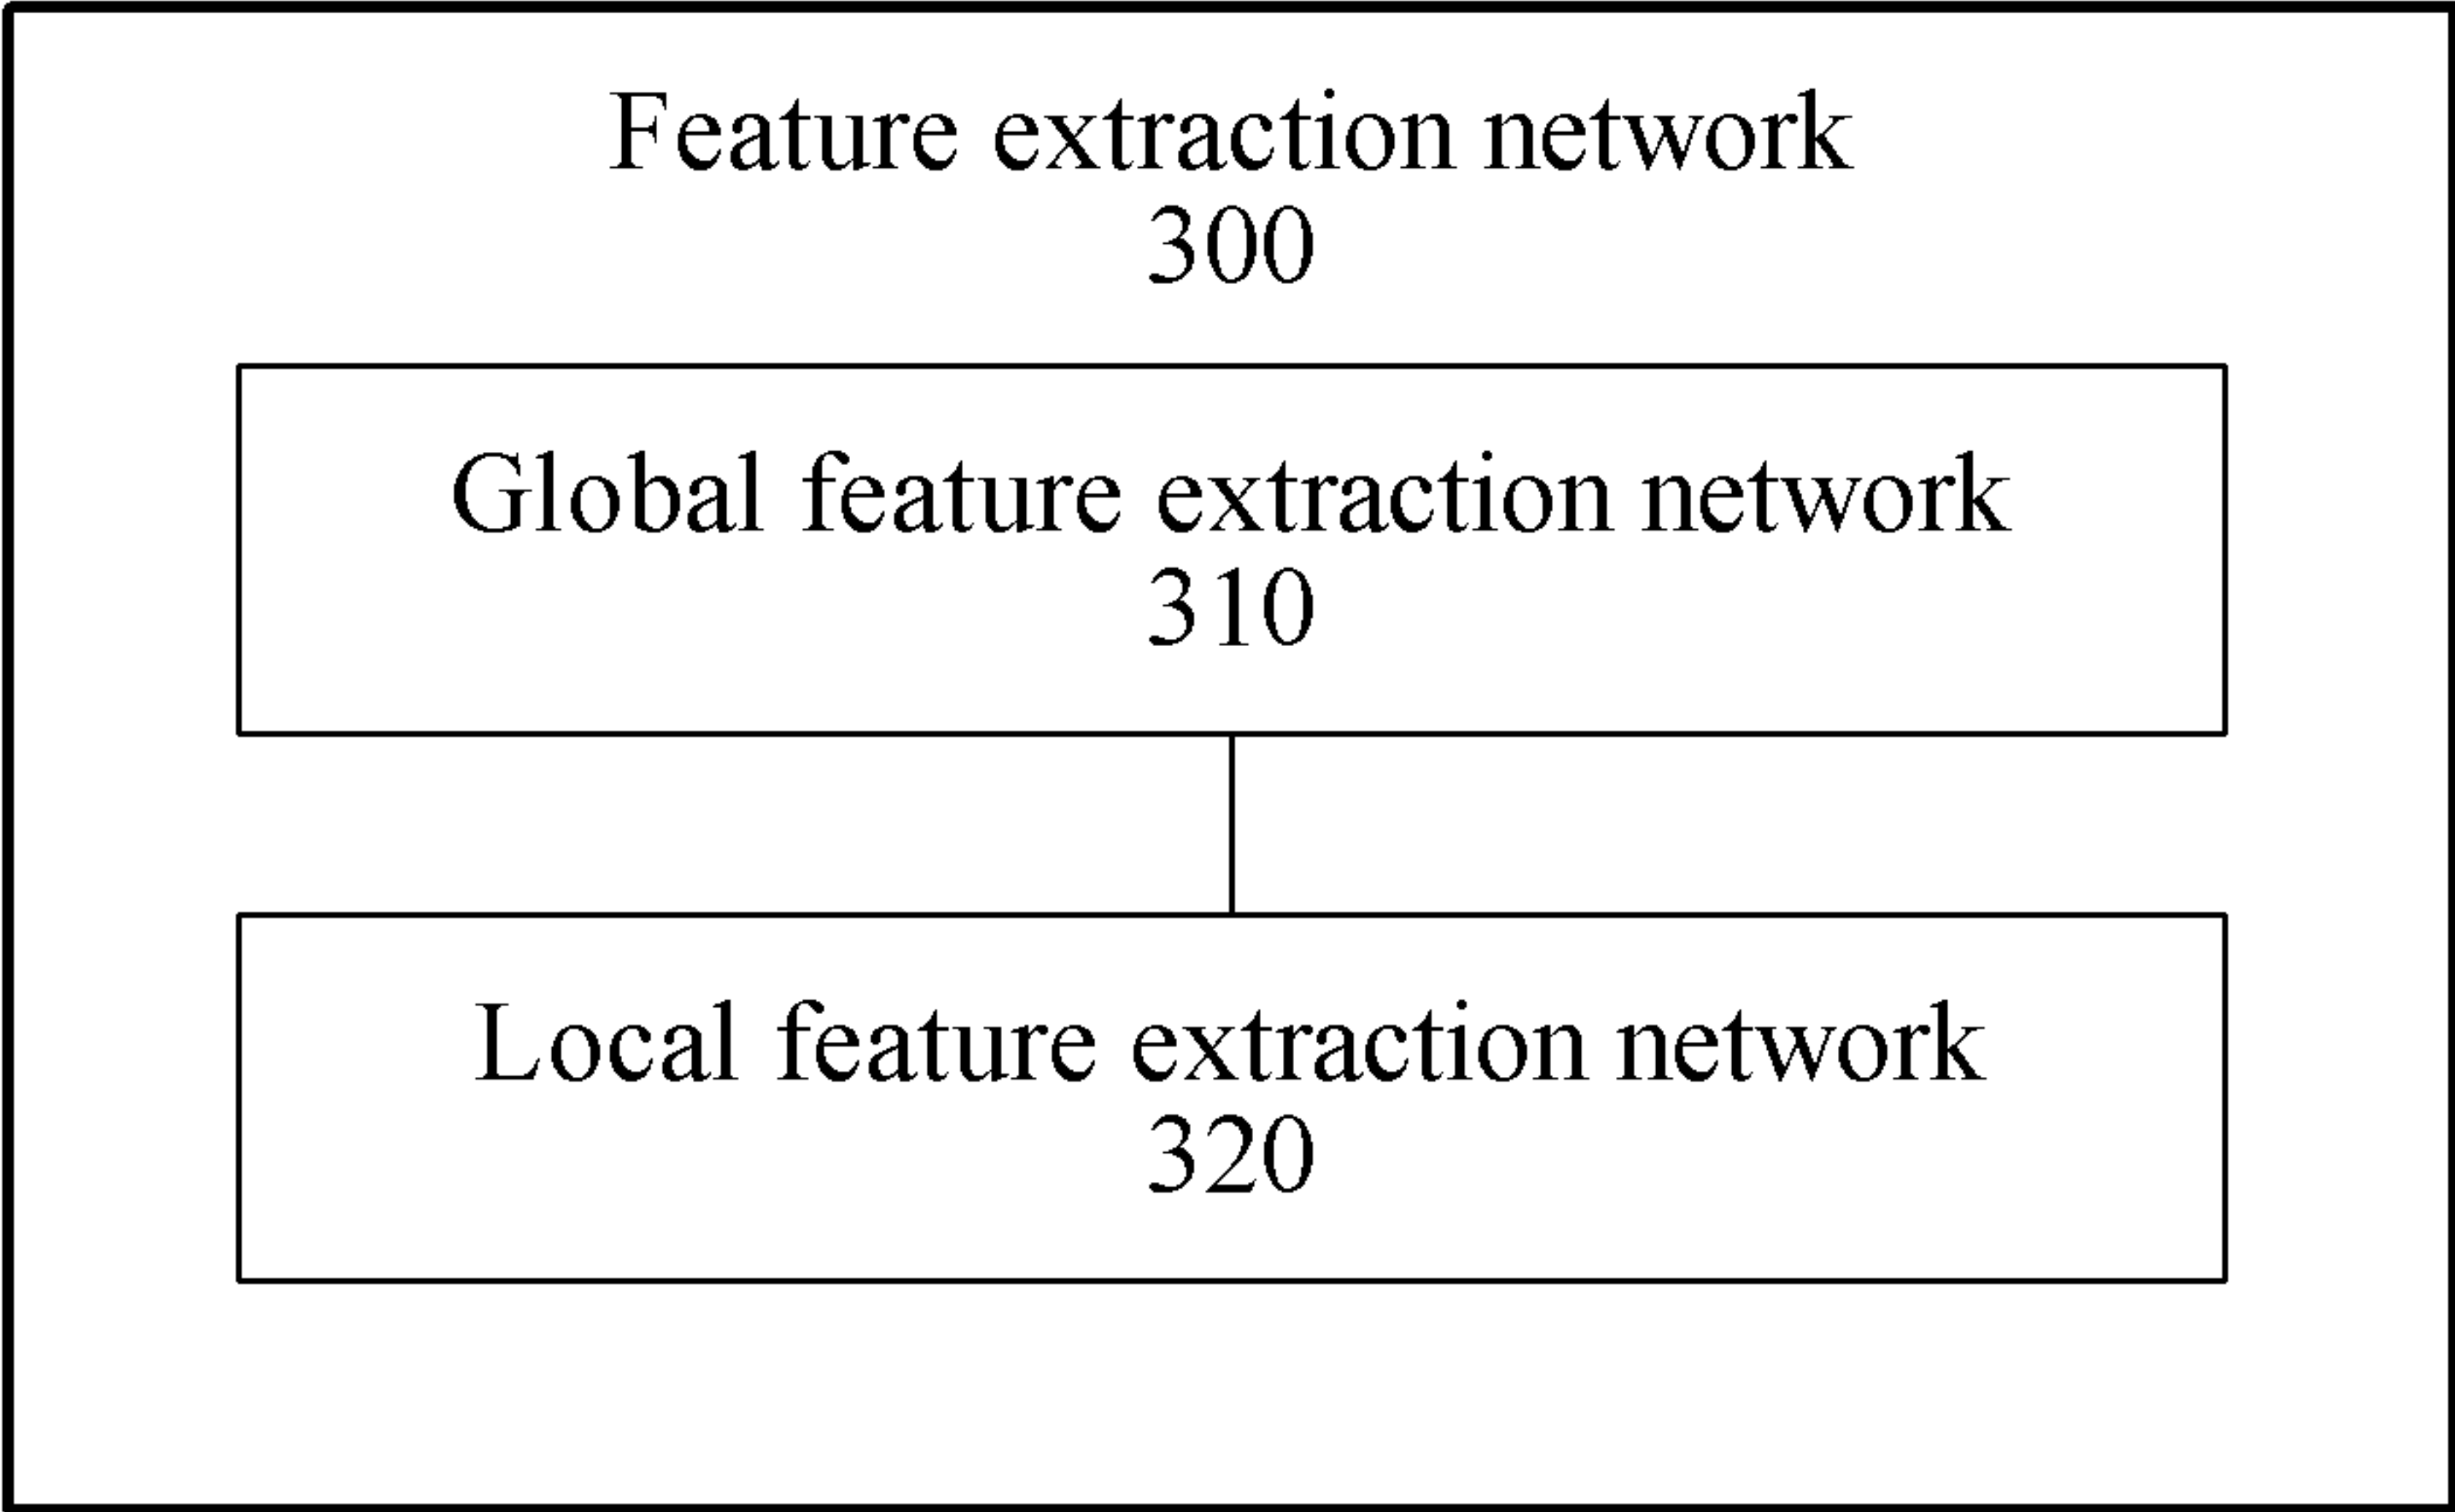 Feature extraction network
300
Global feature extraction network
310
Local feature extraction network
320